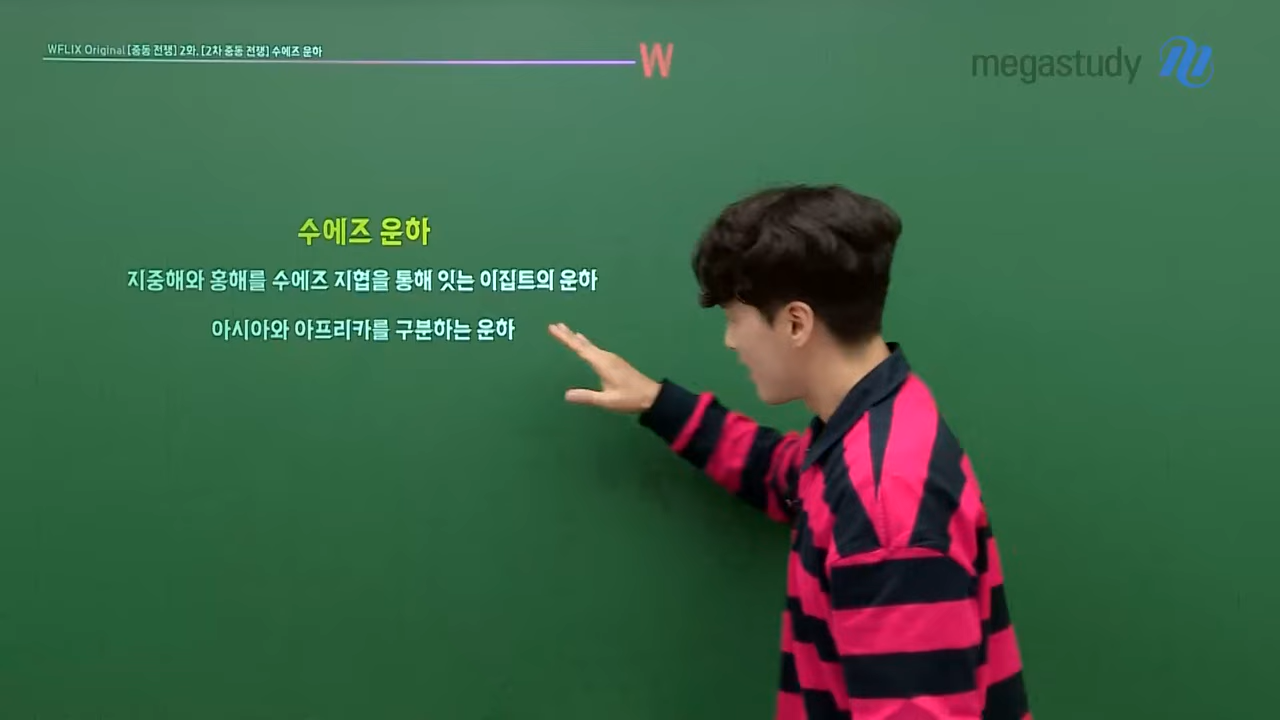 WFLIX Original [중동 전쟁] 2화. [2차 중동 전쟁] 수에즈 운하
W
megastudy
수에즈 운하
지중해와 홍해를 수에즈 지협을 통해 잇는 이집트의 운하
아시아와 아프리카를 구분하는 운하